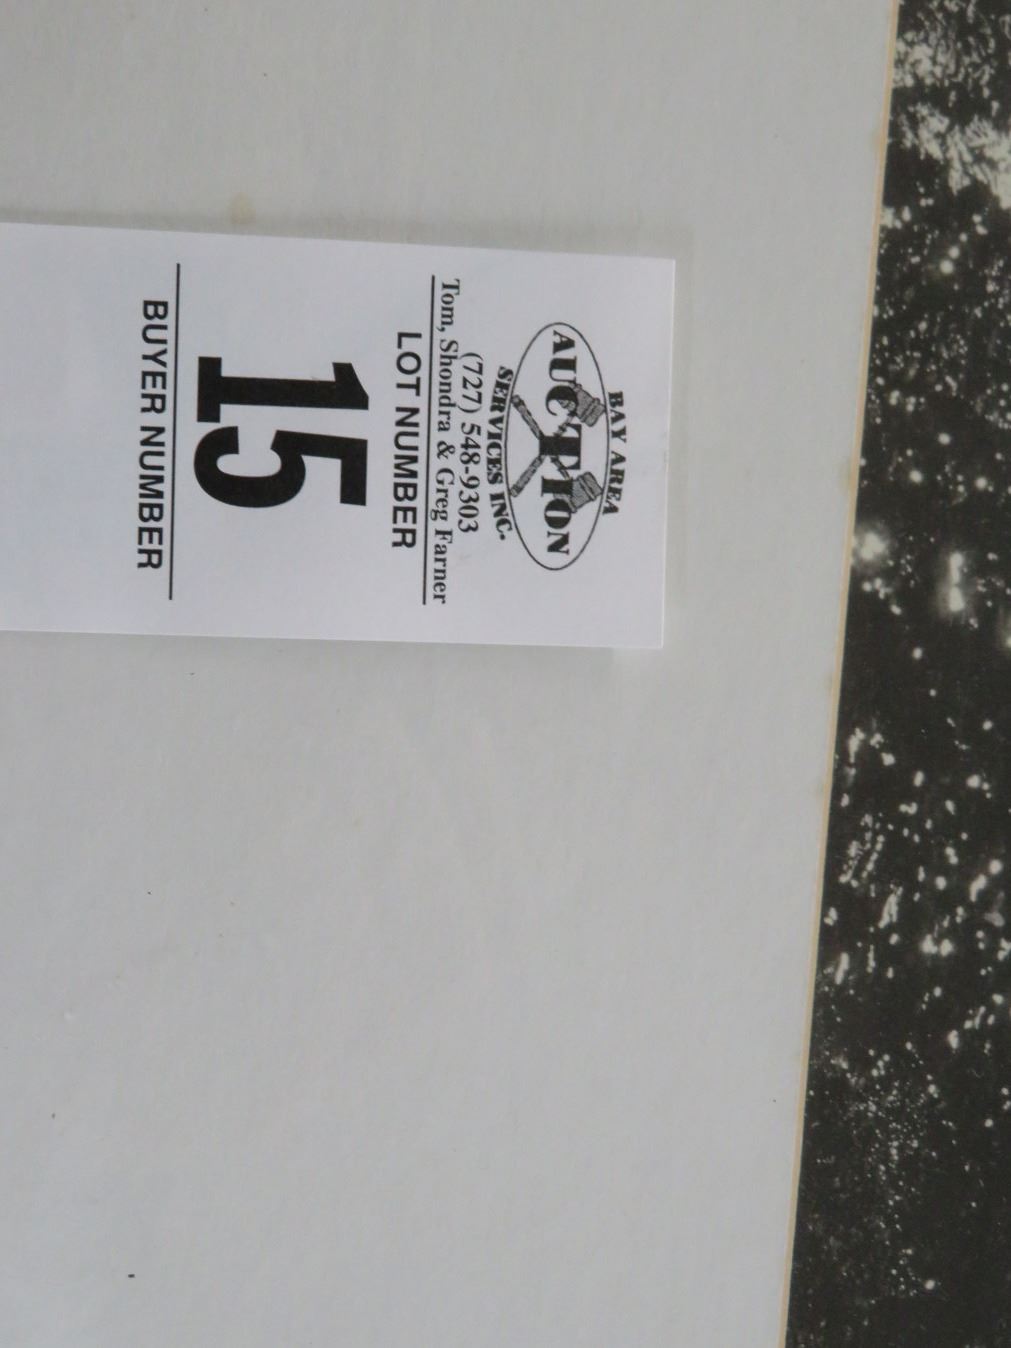 BAY AREA
AUCTION
SERVICES INC.
(727) 548-9303
Tom, Shondra & Greg Farner
LOT NUMBER
15
BUYER NUMBER